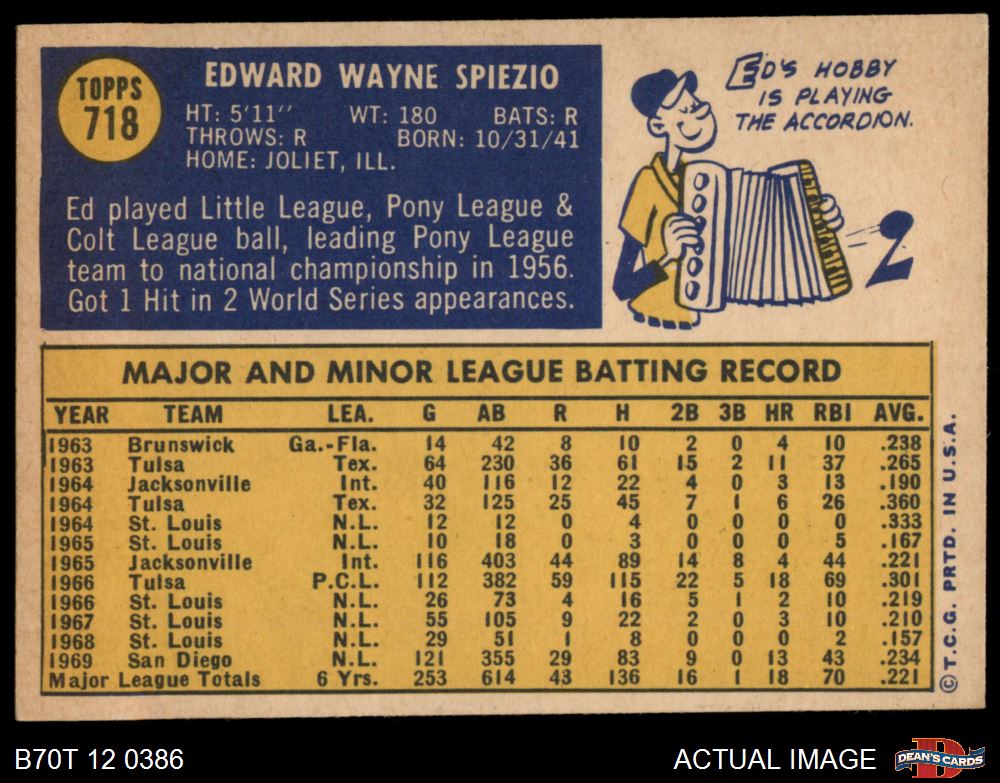 TOPPS
718
EDWARD WAYNE SPIEZIO
HT: 5'11" WT: 180 BATS: R
THROWS: R BORN: 10/31/41
HOME: JOLIET, ILL.
Ed played Little League, Pony League &
Colt League ball, leading Pony League
team to national championship in 1956.
Got 1 Hit in 2 World Series appearances.
ED'S HOBBY
IS PLAYING
THE ACCORDION.
MAJOR AND MINOR LEAGUE BATTING RECORD
YEAR TEAM LEA. G AB R H 2B 3B HR RBI AVG.
1963 Brunswick Ga.-Fla. 14 42 8 10 2 0 4 10 .238
1963 Tulsa Tex. 64 230 36 61 15 2 11 37 .265
1964 Jacksonville Int. 40 116 12 22 4 0 3 13 .190
1964 Tulsa Tex. 32 125 25 45 7 1 6 26 .360
1964 St. Louis N.L. 12 12 0 4 0 0 0 0 .333
1965 St. Louis N.L. 10 18 0 3 0 0 0 5 .167
1965 Jacksonville Int. 116 403 44 89 14 8 4 44 .221
1966 Tulsa P.C.L. 112 382 59 115 22 5 18 69 .301
1966 St. Louis N.L. 26 73 4 16 5 1 2 10 .219
1967 St. Louis N.L. 55 105 9 22 2 0 3 10 .210
1968 St. Louis N.L. 29 51 1 8 0 0 0 2 .157
1969 San Diego N.L. 121 355 29 83 9 0 13 43 .234
Major League Totals 6 Yrs. 253 614 43 136 16 1 18 70 .221
©T.C.G. PRTD. IN U.S.A.
B70T 12 0386
ACTUAL IMAGE
DEAN'S CARDS